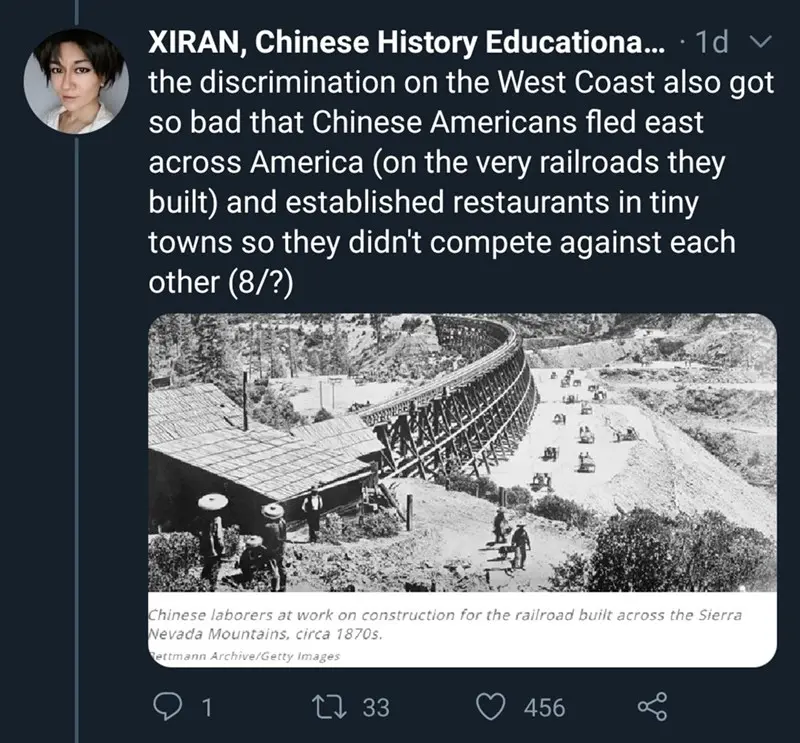 XIRAN, Chinese History Educationa... · 1d
the discrimination on the West Coast also got
so bad that Chinese Americans fled east
across America (on the very railroads they
built) and established restaurants in tiny
towns so they didn't compete against each
other (8/?)
Chinese laborers at work on construction for the railroad built across the Sierra
Nevada Mountains, circa 1870s.
Bettmann Archive/Getty Images
1 33 456